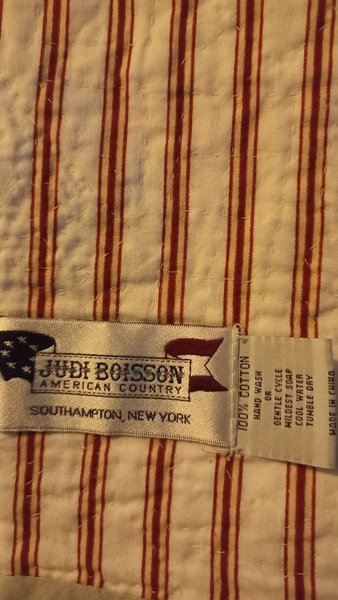 JUDI BOISSON
AMERICAN COUNTRY
SOUTHAMPTON, NEW YORK
100% COTTON
HAND WASH
OR
GENTLE CYCLE
MILDEST SOAP
COOL WATER
TUMBLE DRY
MADE IN CHINA